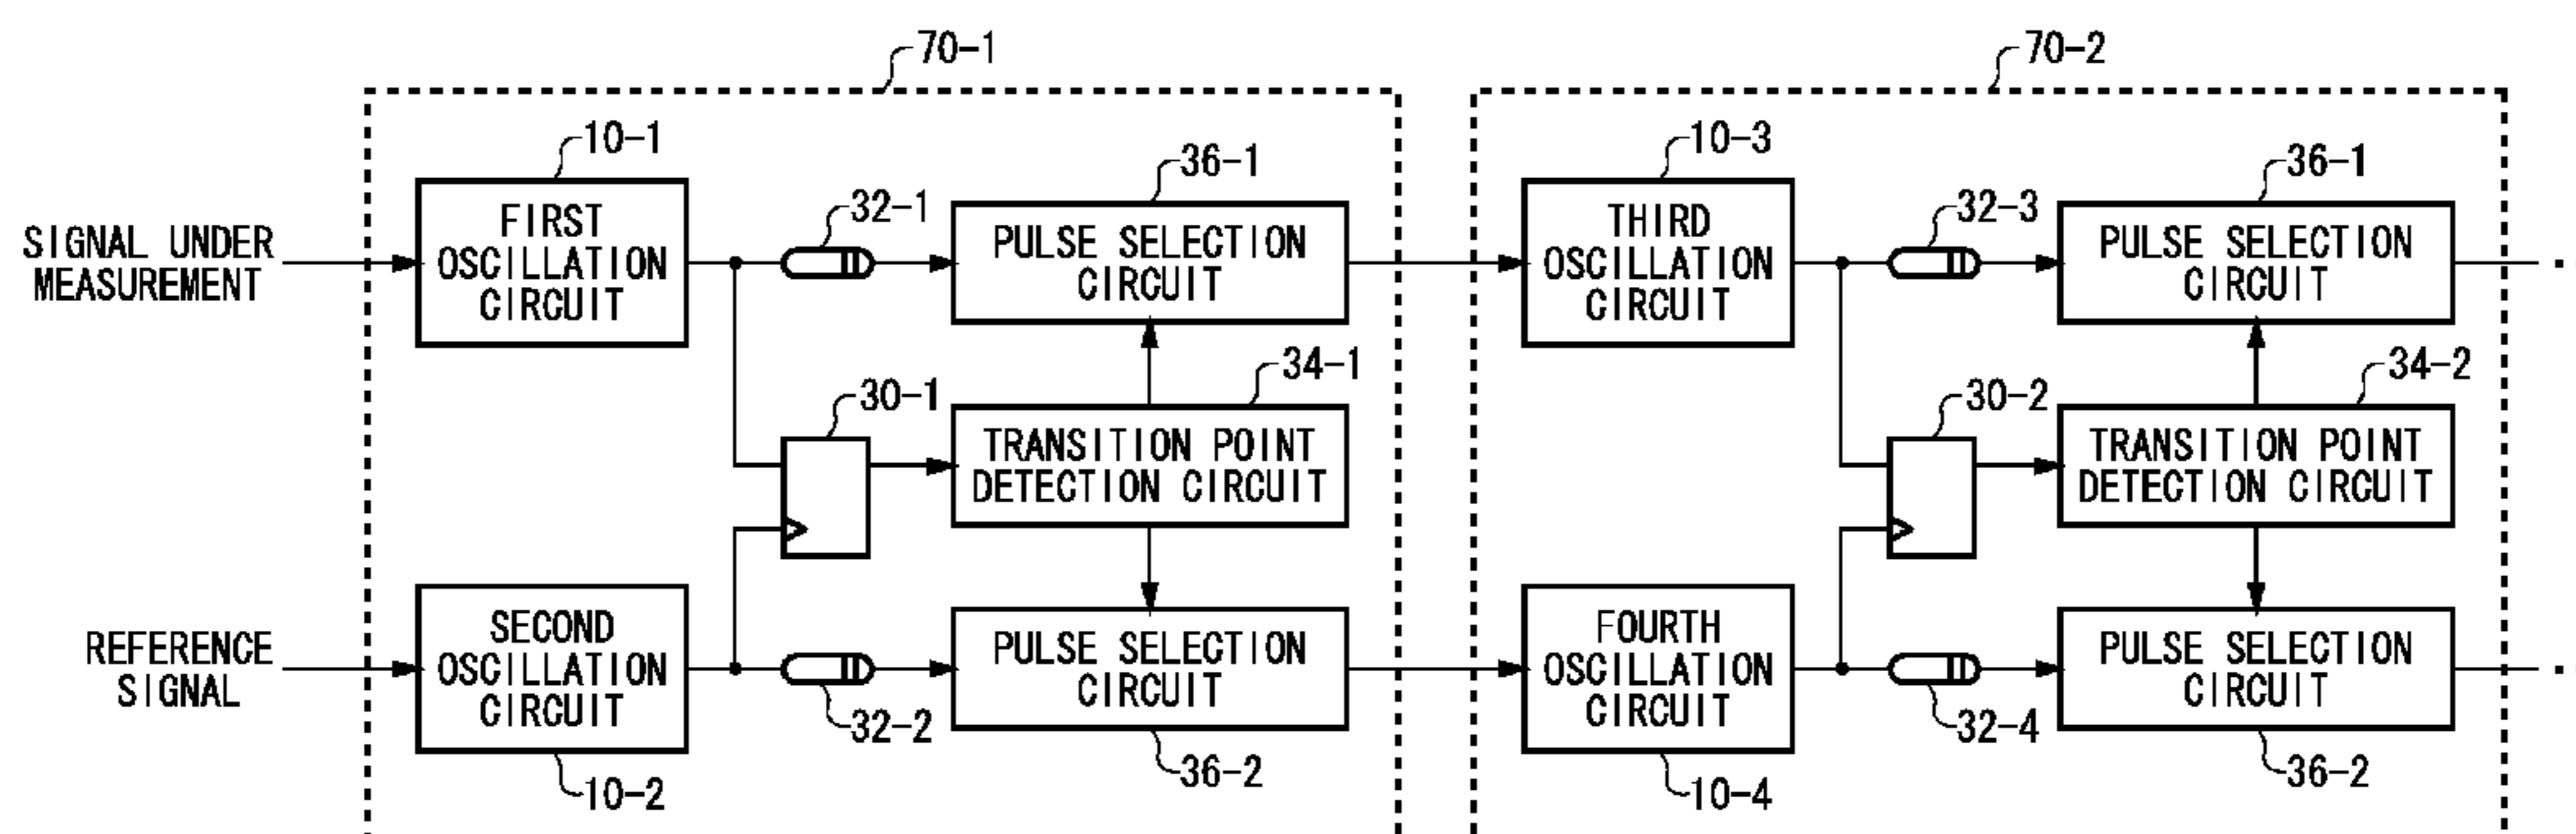 70-1
70-2
10-1
36-1
10-3
36-1
32-1
32-3
SIGNAL UNDER
MEASUREMENT
FIRST
OSCILLATION
CIRCUIT
PULSE SELECTION
CIRCUIT
THIRD
OSCILLATION
CIRCUIT
PULSE SELECTION
CIRCUIT
34-1
34-2
30-1
30-2
TRANSITION POINT
DETECTION CIRCUIT
TRANSITION POINT
DETECTION CIRCUIT
REFERENCE
SIGNAL
SECOND
OSCILLATION
CIRCUIT
PULSE SELECTION
CIRCUIT
FOURTH
OSCILLATION
CIRCUIT
PULSE SELECTION
CIRCUIT
32-2
32-4
36-2
36-2
10-2
10-4